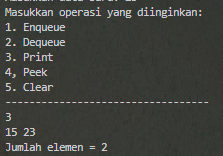 Masukkan operasi yang diinginkan:
1. Enqueue
2. Dequeue
3. Print
4, Peek
5. Clear
---------------------------------
3
15 23
Jumlah elemen = 2